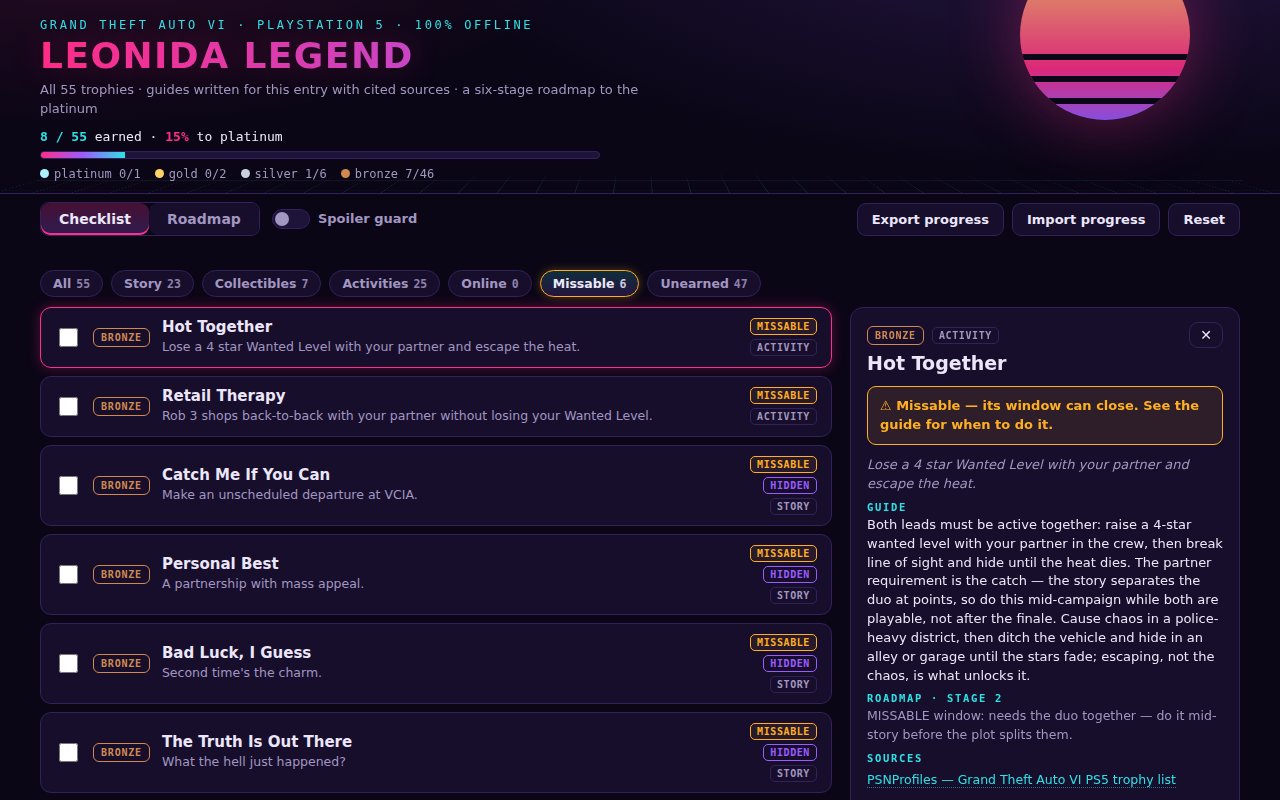 GRAND THEFT AUTO VI · PLAYSTATION 5 · 100% OFFLINE
LEONIDA LEGEND
All 55 trophies · guides written for this entry with cited sources · a six-stage roadmap to the
platinum
8 / 55 earned · 15% to platinum
platinum 0/1 gold 0/2 silver 1/6 bronze 7/46
Checklist Roadmap Spoiler guard Export progress Import progress Reset
All 55 Story 23 Collectibles 7 Activities 25 Online 0 Missable 6 Unearned 47
BRONZE
Hot Together
Lose a 4 star Wanted Level with your partner and escape the heat.
MISSABLE
ACTIVITY
BRONZE
Retail Therapy
Rob 3 shops back-to-back with your partner without losing your Wanted Level.
MISSABLE
ACTIVITY
BRONZE
Catch Me If You Can
Make an unscheduled departure at VCIA.
MISSABLE
HIDDEN
STORY
BRONZE
Personal Best
A partnership with mass appeal.
MISSABLE
HIDDEN
STORY
BRONZE
Bad Luck, I Guess
Second time's the charm.
MISSABLE
HIDDEN
STORY
BRONZE
The Truth Is Out There
What the hell just happened?
MISSABLE
HIDDEN
STORY
BRONZE ACTIVITY ✕
Hot Together
⚠ Missable — its window can close. See the
guide for when to do it.
Lose a 4 star Wanted Level with your partner and
escape the heat.
GUIDE
Both leads must be active together: raise a 4-star
wanted level with your partner in the crew, then break
line of sight and hide until the heat dies. The partner
requirement is the catch — the story separates the
duo at points, so do this mid-campaign while both are
playable, not after the finale. Cause chaos in a police-
heavy district, then ditch the vehicle and hide in an
alley or garage until the stars fade; escaping, not the
chaos, is what unlocks it.
ROADMAP · STAGE 2
MISSABLE window: needs the duo together — do it mid-
story before the plot splits them.
SOURCES
PSNProfiles — Grand Theft Auto VI PS5 trophy list